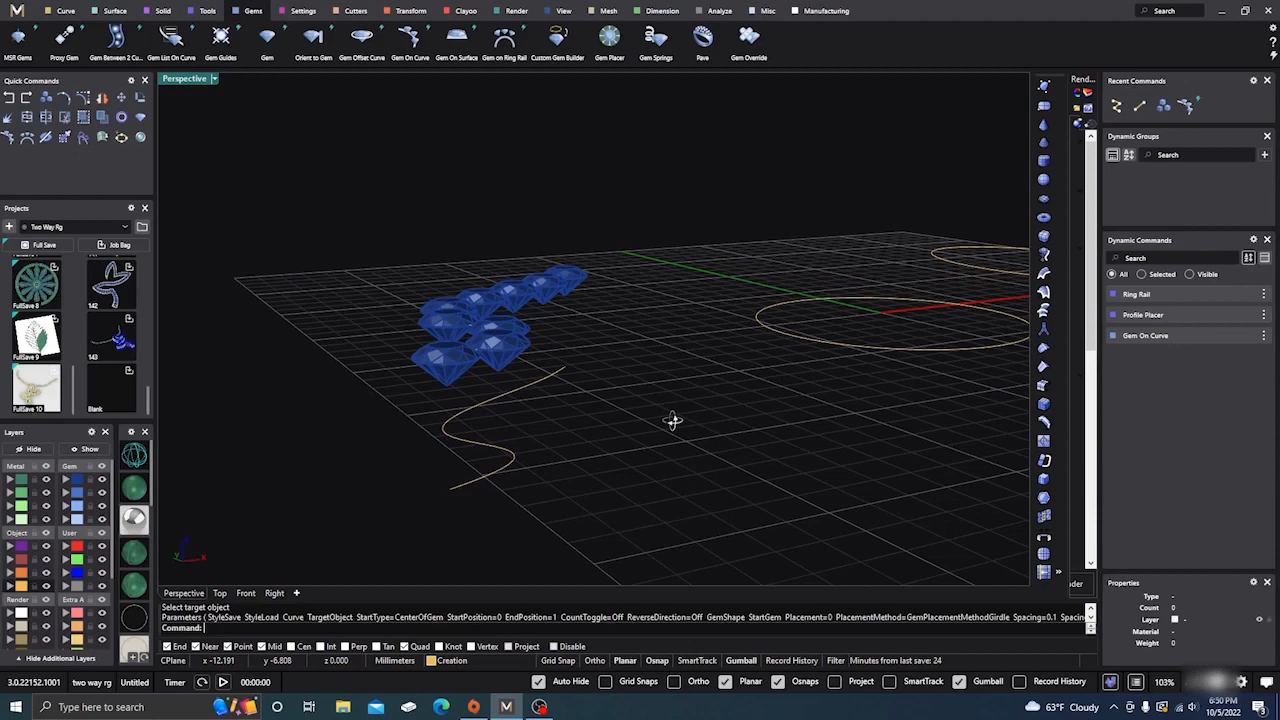 Curve Surface Solid Tools Gems Settings Cutters Transform Clayoo Render View Mesh Dimension Analyze Misc Manufacturing Search
MSR Gems Proxy Gem Gem Between 2 Cu... Gem List On Curve Gem Guides Gem Orient to Gem Gem Offset Curve Gem On Curve Gem On Surface Gem on Ring Rail Custom Gem Builder Gem Placer Gem Springs Pave Gem Override
Quick Commands
Perspective
Rend...
Recent Commands
Dynamic Groups
Search
Projects
Two Way Rg
Full Save Job Bag
FullSave 8 142
FullSave 9 143
FullSave 10 Blank
Dynamic Commands
Search
All Selected Visible
Ring Rail
Profile Placer
Gem On Curve
Layers
Hide Show
Metal Gem
Object User
Render Extra A
Hide Additional Layers
y x
Perspective Top Front Right
der
Select target object
Parameters ( StyleSave StyleLoad Curve TargetObject StartType=CenterOfGem StartPosition=0 EndPosition=1 CountToggle=Off ReverseDirection=Off GemShape Placement=0 PlacementMethod=GemPlacementMethodGirdle Spacing=0.1 Spacin
Command:
End Near Point Mid Cen Int Perp Tan Quad Knot Vertex Project Disable
CPlane x -12.191 y -6.808 z 0.000 Millimeters Creation Grid Snap Ortho Planar Osnap SmartTrack Gumball Record History Filter Minutes from last save: 24
Properties
Type -
Count 0
Layer -
Material -
Weight 0
3.0.22152.1001 two way rg Untitled Timer 00:00:00 Auto Hide Grid Snaps Ortho Planar Osnaps Project SmartTrack Gumball Record History 103%
Type here to search
63°F Cloudy
6:50 PM
10/5/2022